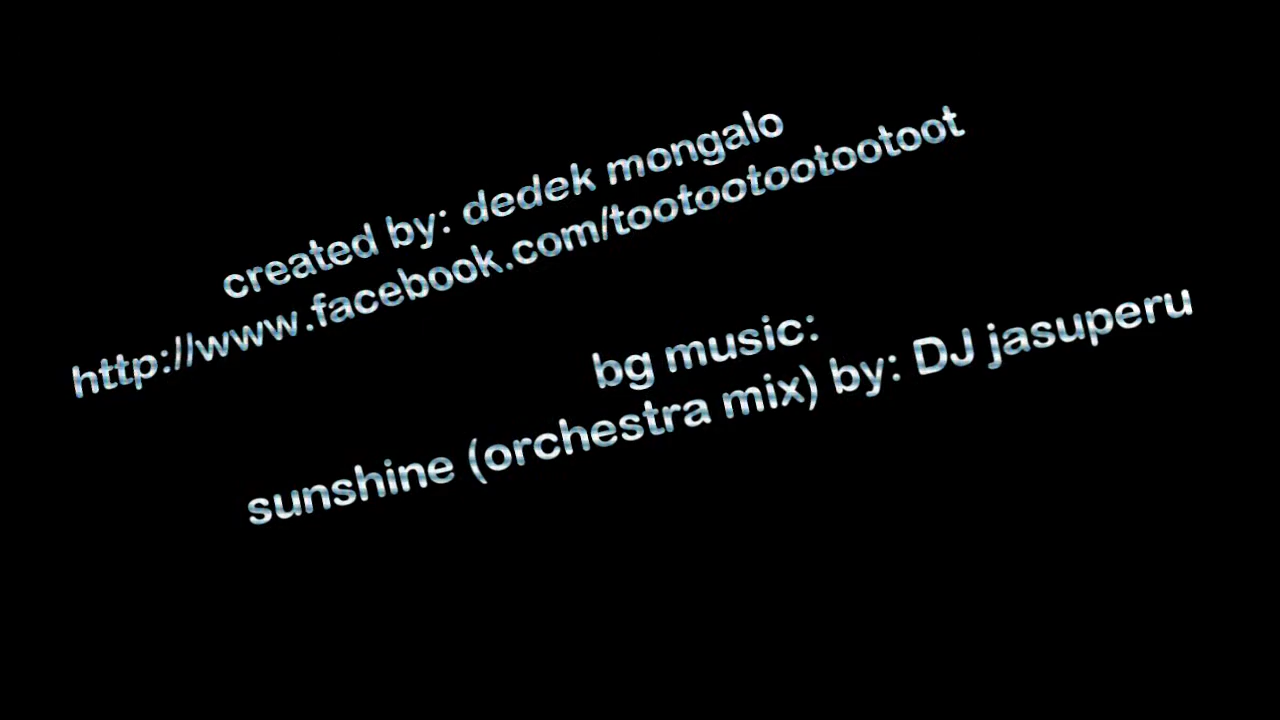 created by: dedek mongalo
http://www.facebook.com/tootootootootoot
bg music:
sunshine (orchestra mix) by: DJ jasuperu